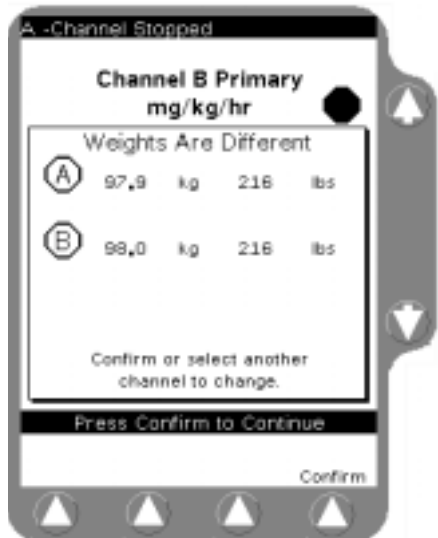 A -Channel Stopped
Channel B Primary
mg/kg/hr
Weights Are Different
A 97.9 kg 216 lbs
B 98.0 kg 216 lbs
Confirm or select another
channel to change.
Press Confirm to Continue
Confirm